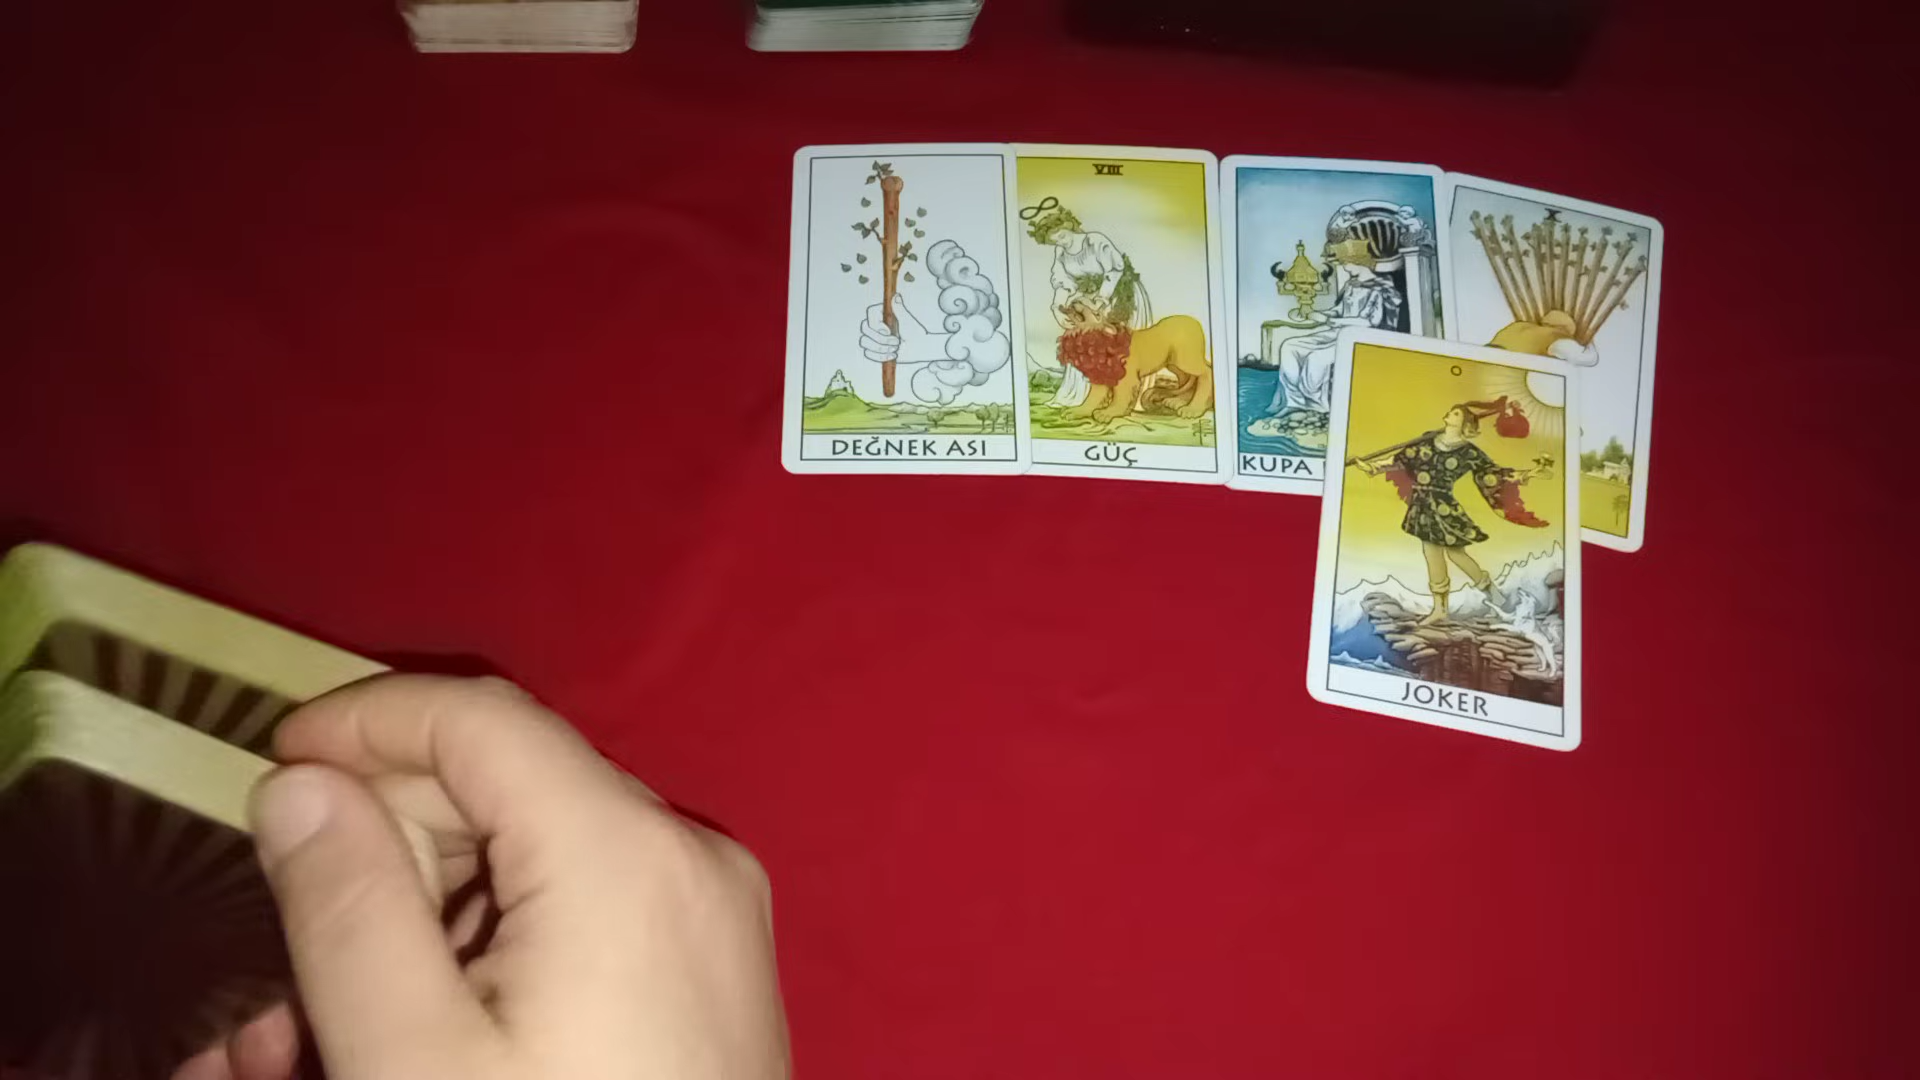 VIII
X
DEĞNEK ASI
GÜÇ
KUPA
0
JOKER